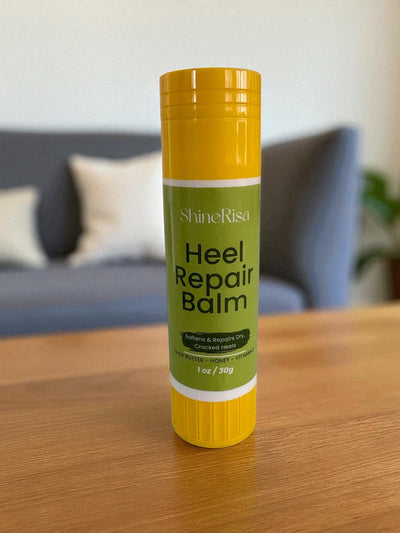 ShineRisa
Heel
Repair
Balm
Softens & Repairs Dry,
Cracked Heels
SHEA BUTTER – HONEY – VITAMIN E
1 oz / 30g